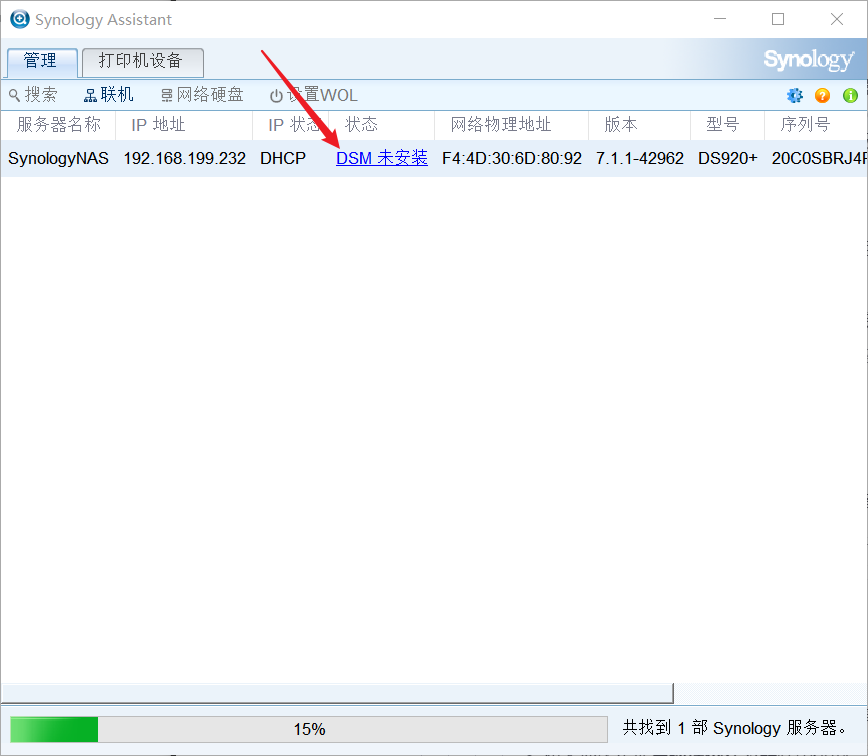 Synology Assistant
管理 打印机设备 Synology
搜索 联机 网络硬盘 设置WOL
服务器名称 IP 地址 IP 状态 状态 网络物理地址 版本 型号 序列号
SynologyNAS 192.168.199.232 DHCP DSM 未安装 F4:4D:30:6D:80:92 7.1.1-42962 DS920+ 20C0SBRJ4
15% 共找到 1 部 Synology 服务器。